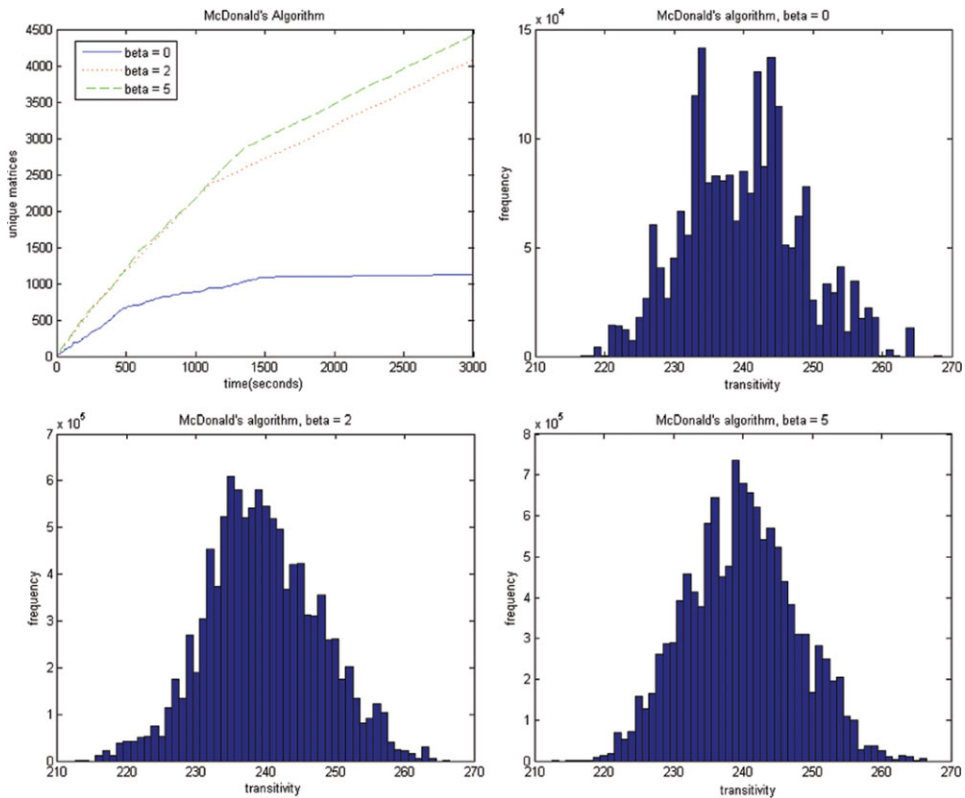 McDonald's Algorithm
4500
4000
3500
3000
2500
2000
1500
1000
500
0
unique matrices
beta = 0
beta = 2
beta = 5
0 500 1000 1500 2000 2500 3000
time(seconds)
McDonald's algorithm, beta = 0
x 10^4
15
10
5
0
frequency
210 220 230 240 250 260 270
transitivity
McDonald's algorithm, beta = 2
x 10^5
7
6
5
4
3
2
1
0
frequency
210 220 230 240 250 260 270
transitivity
McDonald's algorithm, beta = 5
x 10^5
8
7
6
5
4
3
2
1
0
frequency
210 220 230 240 250 260 270
transitivity